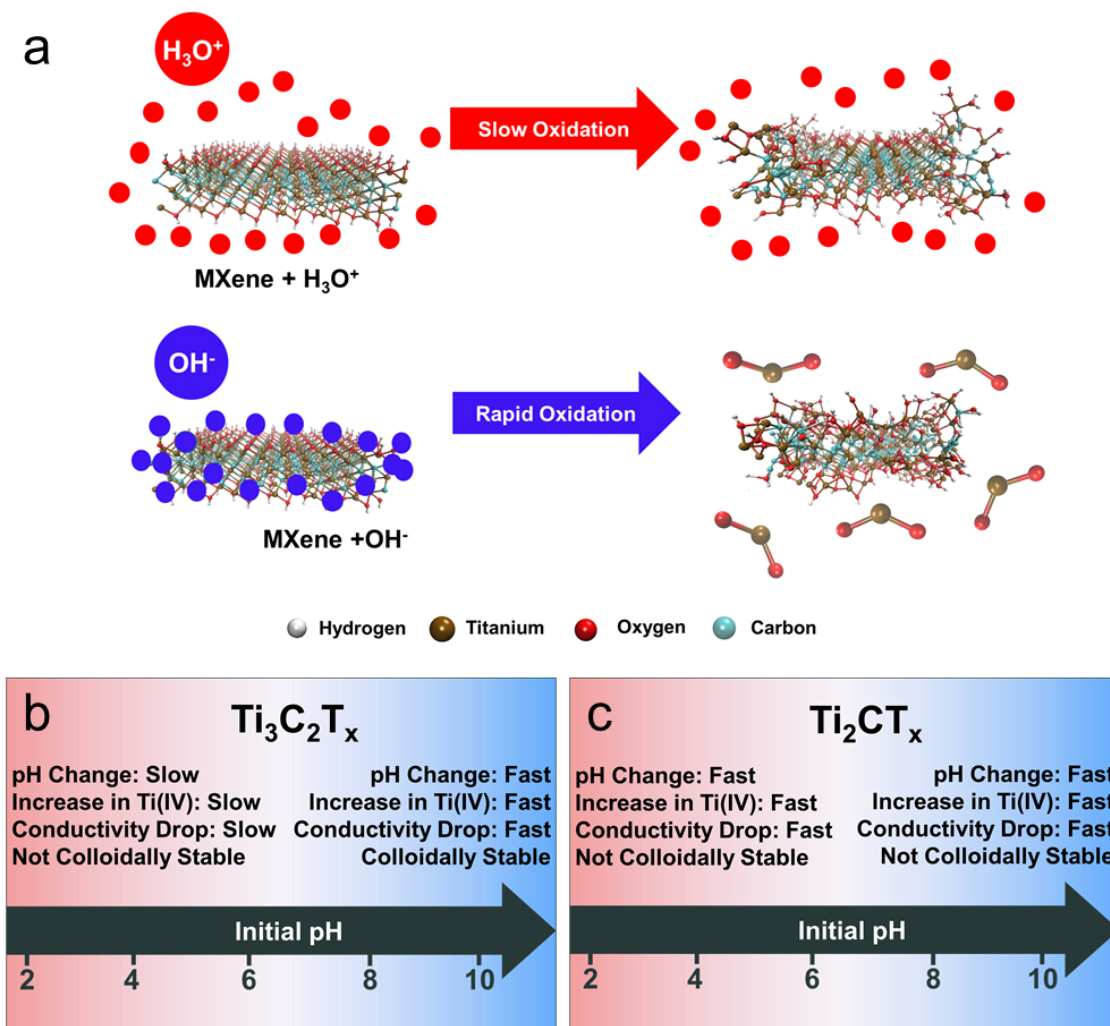 a
H₃O⁺
Slow Oxidation
MXene + H₃O⁺
OH⁻
Rapid Oxidation
MXene +OH⁻
Hydrogen Titanium Oxygen Carbon
b
Ti₃C₂Tₓ
pH Change: Slow pH Change: Fast
Increase in Ti(IV): Slow Increase in Ti(IV): Fast
Conductivity Drop: Slow Conductivity Drop: Fast
Not Colloidally Stable Colloidally Stable
Initial pH
2 4 6 8 10
c
Ti₂CTₓ
pH Change: Fast pH Change: Fast
Increase in Ti(IV): Fast Increase in Ti(IV): Fast
Conductivity Drop: Fast Conductivity Drop: Fast
Not Colloidally Stable Not Colloidally Stable
Initial pH
2 4 6 8 10